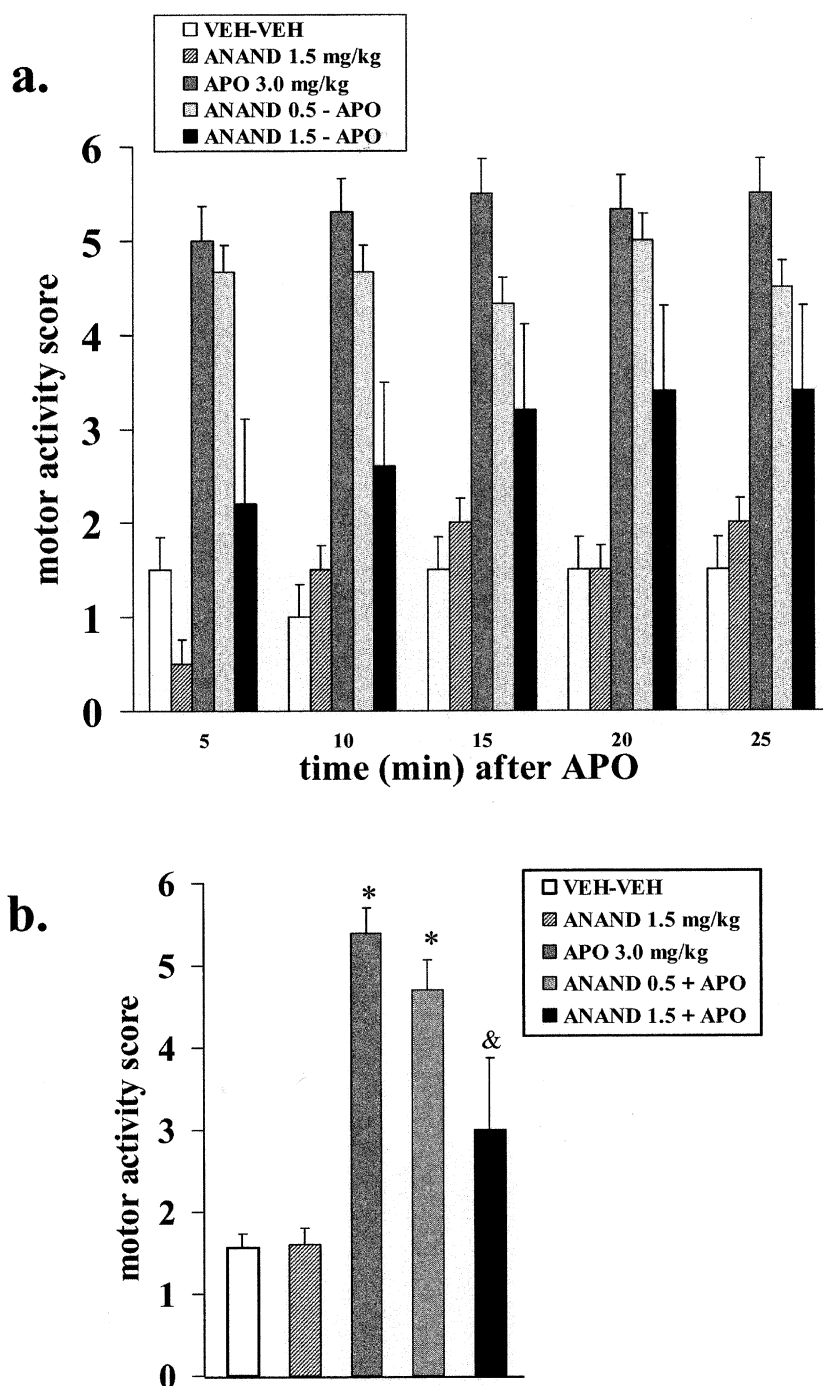 a.
VEH-VEH
ANAND 1.5 mg/kg
APO 3.0 mg/kg
ANAND 0.5 - APO
ANAND 1.5 - APO
motor activity score
6
5
4
3
2
1
0
5 10 15 20 25
time (min) after APO
b.
VEH-VEH
ANAND 1.5 mg/kg
APO 3.0 mg/kg
ANAND 0.5 + APO
ANAND 1.5 + APO
motor activity score
6
5
4
3
2
1
0
* * &